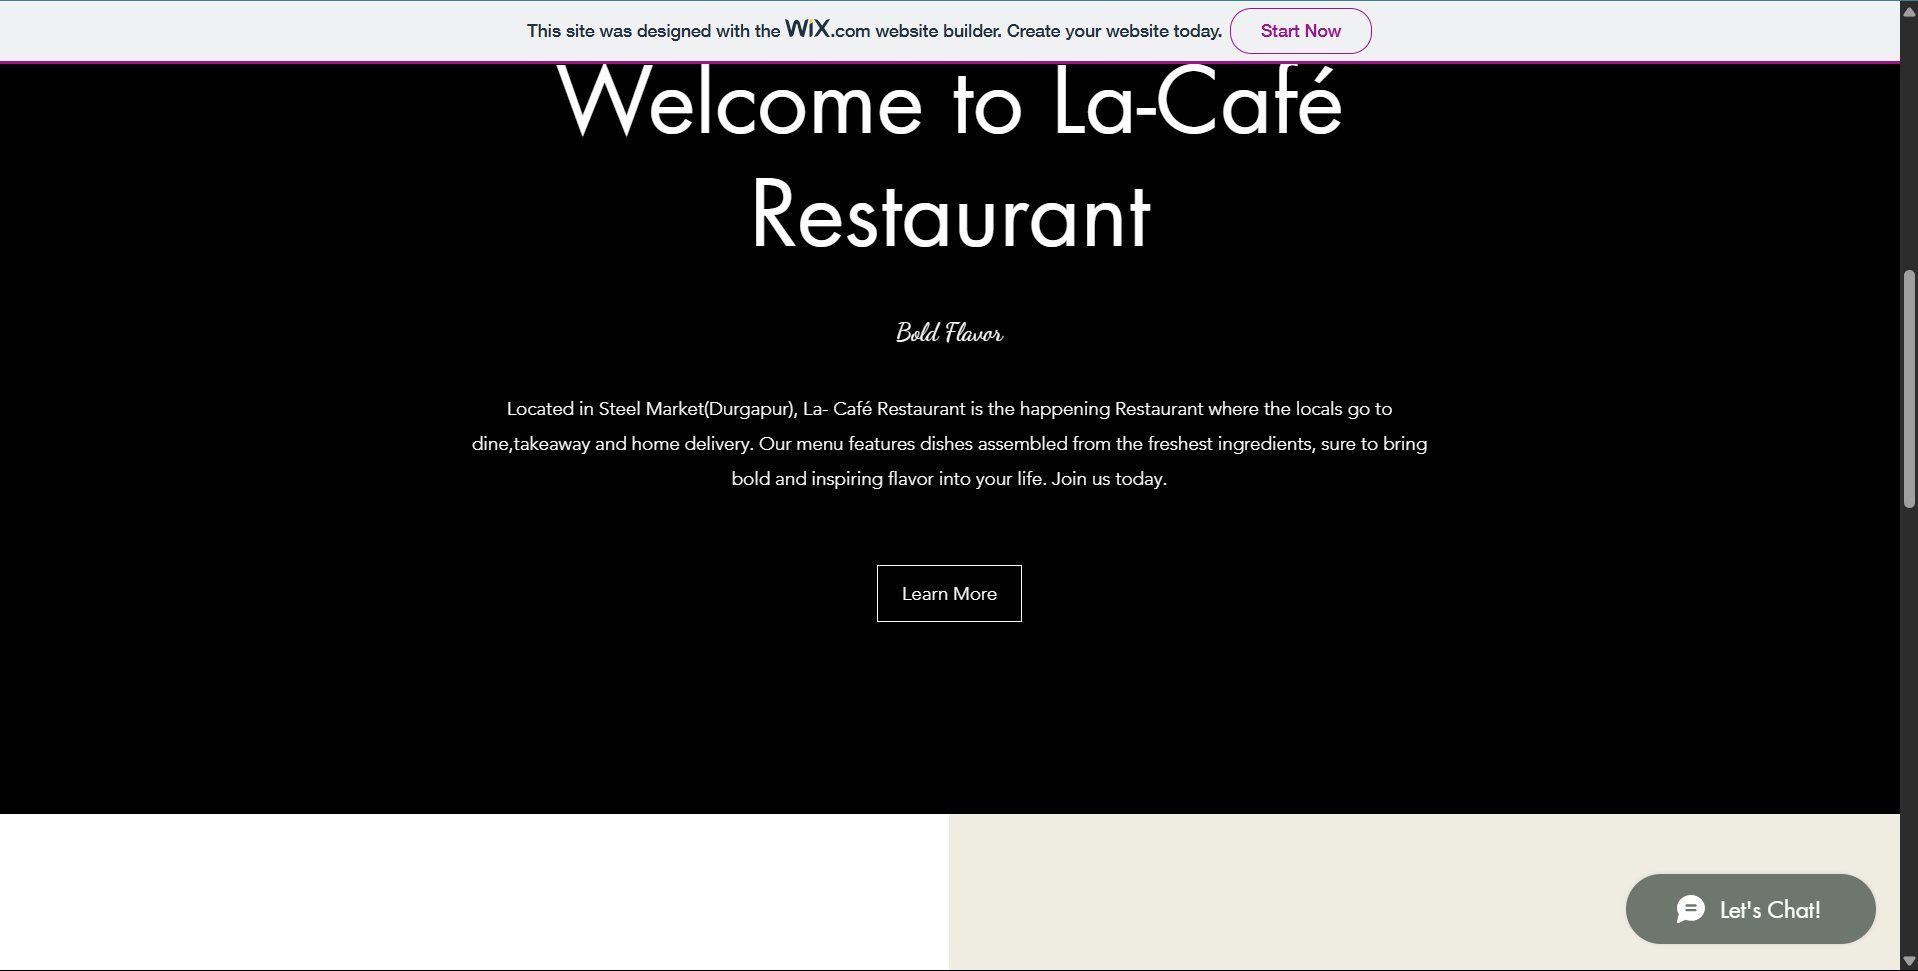 This site was designed with the WiX.com website builder. Create your website today. Start Now
Welcome to La-Café
Restaurant
Bold Flavor
Located in Steel Market(Durgapur), La- Café Restaurant is the happening Restaurant where the locals go to
dine,takeaway and home delivery. Our menu features dishes assembled from the freshest ingredients, sure to bring
bold and inspiring flavor into your life. Join us today.
Learn More
Let's Chat!